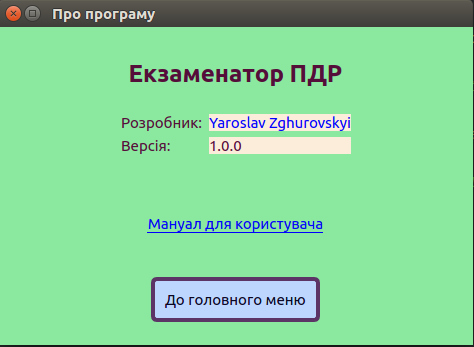 Про програму
Екзаменатор ПДР
Розробник: Yaroslav Zghurovskyi
Версія: 1.0.0
Мануал для користувача
До головного меню